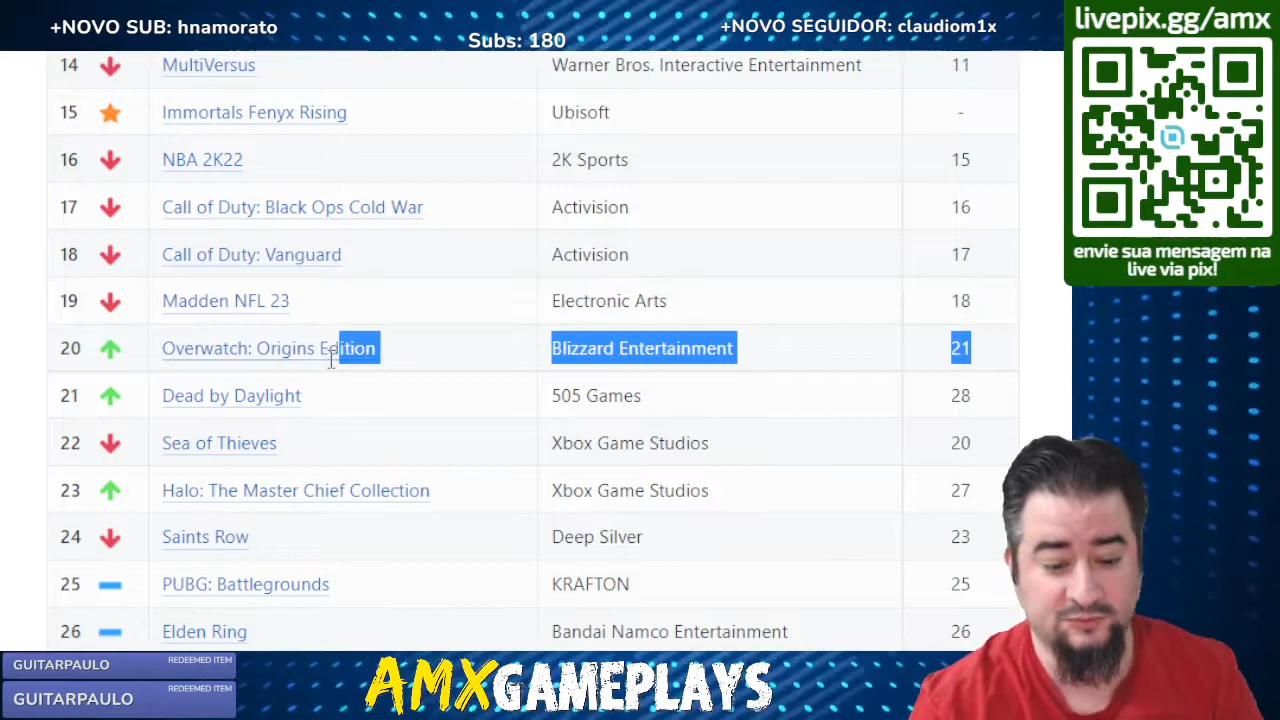 +NOVO SUB: hnamorato
Subs: 180
+NOVO SEGUIDOR: claudiom1x
livepix.gg/amx
envie sua mensagem na
live via pix!
14 MultiVersus Warner Bros. Interactive Entertainment 11
15 Immortals Fenyx Rising Ubisoft -
16 NBA 2K22 2K Sports 15
17 Call of Duty: Black Ops Cold War Activision 16
18 Call of Duty: Vanguard Activision 17
19 Madden NFL 23 Electronic Arts 18
20 Overwatch: Origins Edition Blizzard Entertainment 21
21 Dead by Daylight 505 Games 28
22 Sea of Thieves Xbox Game Studios 20
23 Halo: The Master Chief Collection Xbox Game Studios 27
24 Saints Row Deep Silver 23
25 PUBG: Battlegrounds KRAFTON 25
26 Elden Ring Bandai Namco Entertainment 26
GUITARPAULO REDEEMED ITEM
GUITARPAULO REDEEMED ITEM
AMXGAMEPLAYS